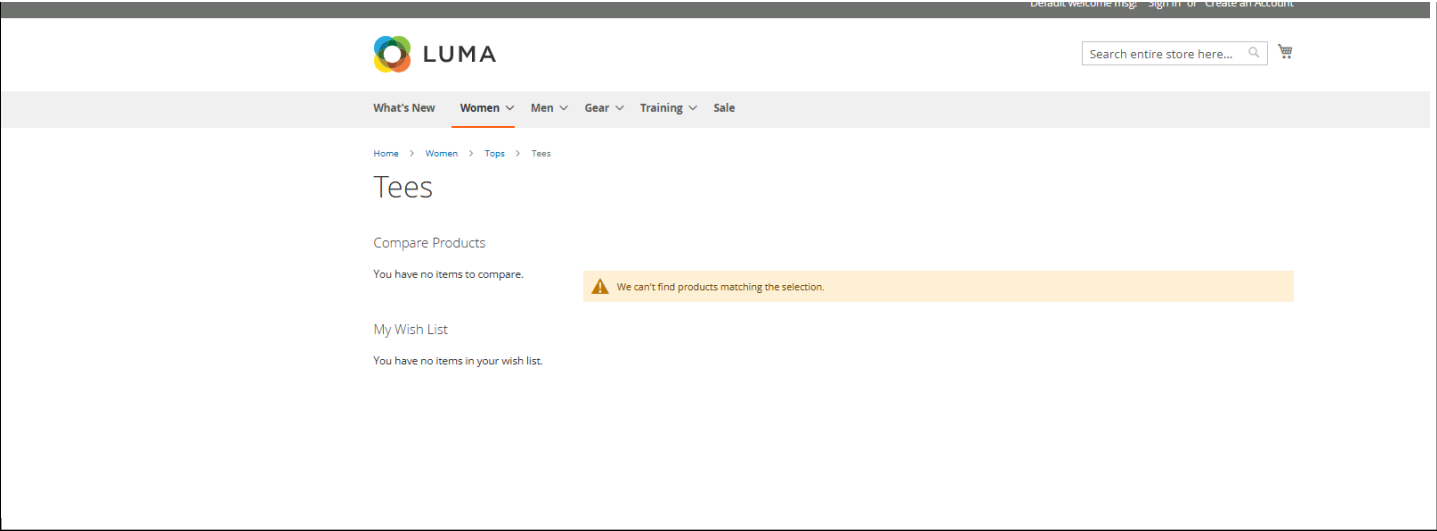 Default welcome msg! Sign In or Create an Account
LUMA
Search entire store here...
What's New Women Men Gear Training Sale
Home > Women > Tops > Tees
Tees
Compare Products
You have no items to compare.
We can't find products matching the selection.
My Wish List
You have no items in your wish list.